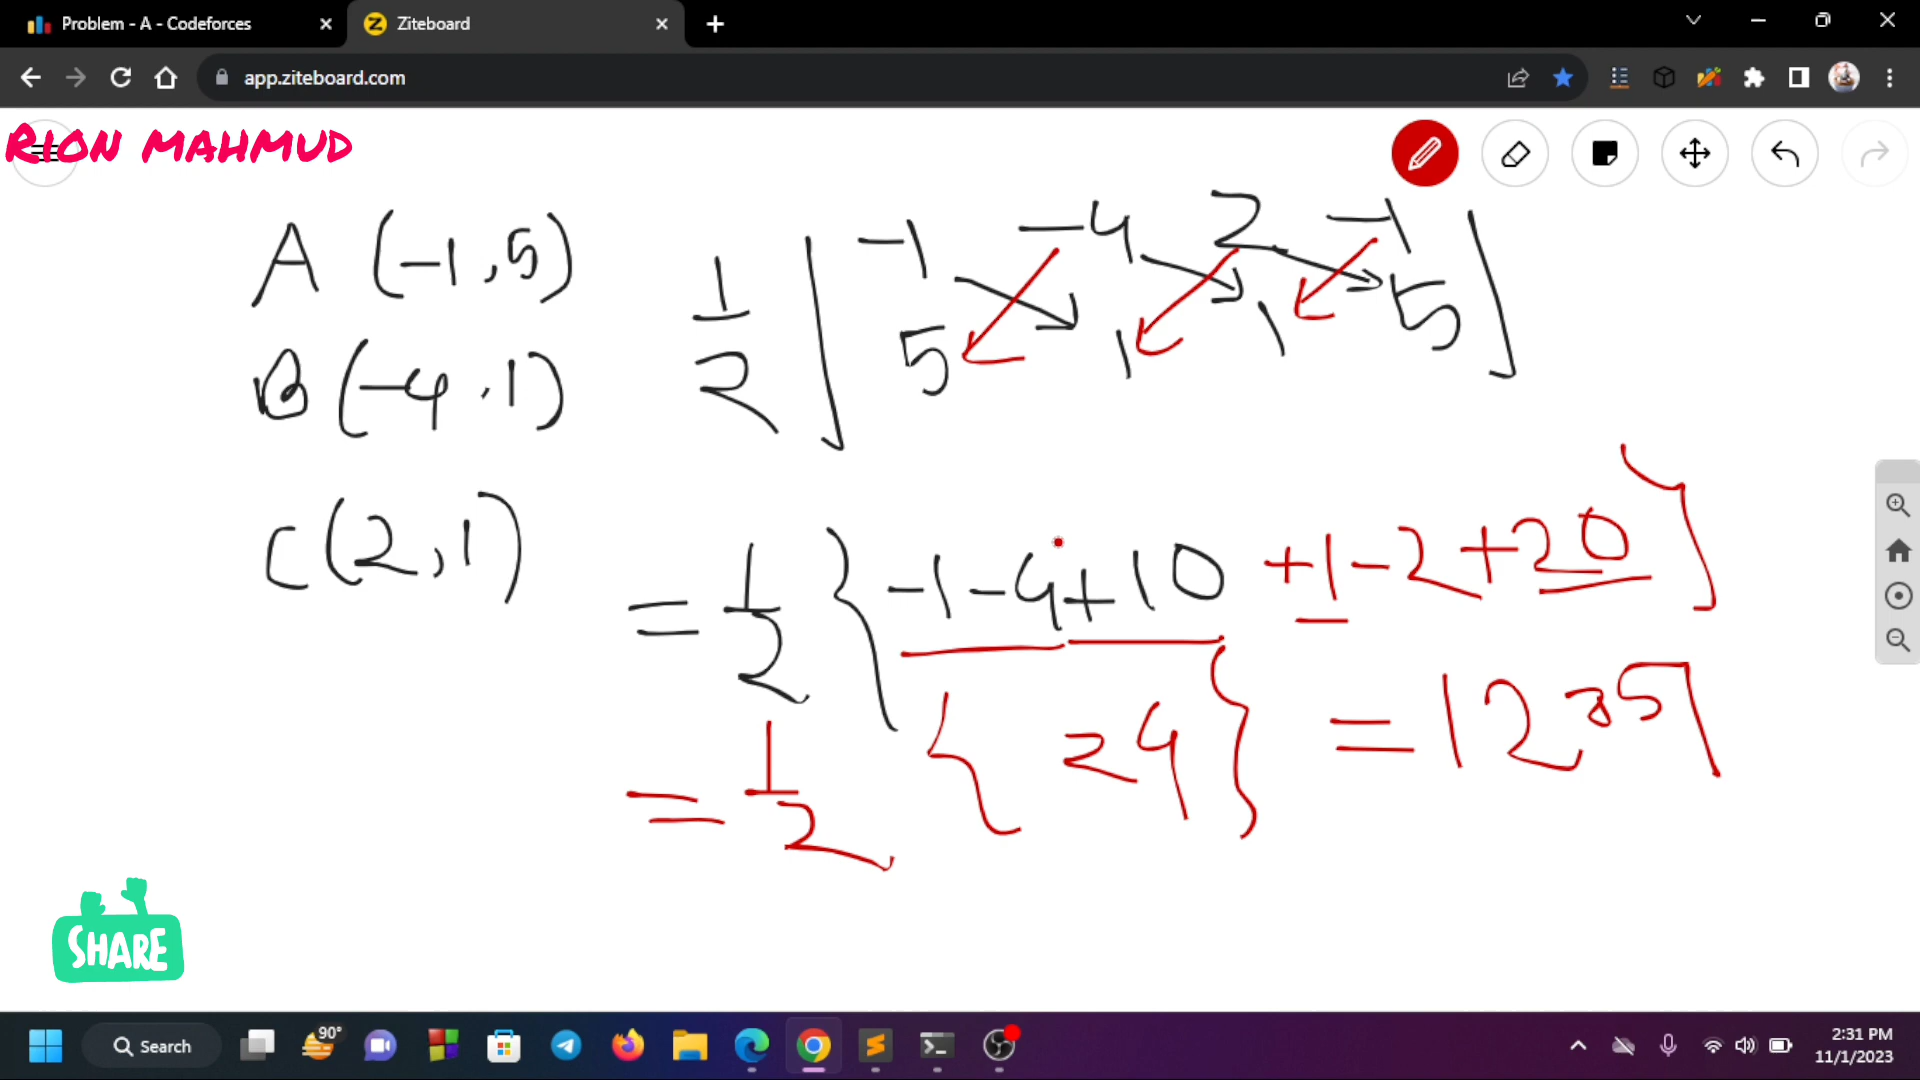 Problem - A - Codeforces
Ziteboard
app.ziteboard.com
RION MAHMUD
A (-1,5)
B (-4,1)
C (2,1)
1/2 [ -1 -4 2 -1
5 1 1 5 ]
= 1/2 { -1-4+10 +1-2+20 }
= 1/2 { 24 } = 12
SHARE
90°
Search
2:31 PM
11/1/2023